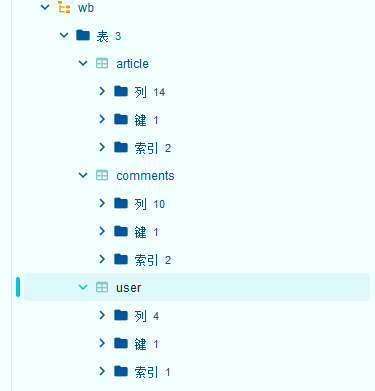 wb
表 3
article
列 14
键 1
索引 2
comments
列 10
键 1
索引 2
user
列 4
键 1
索引 1